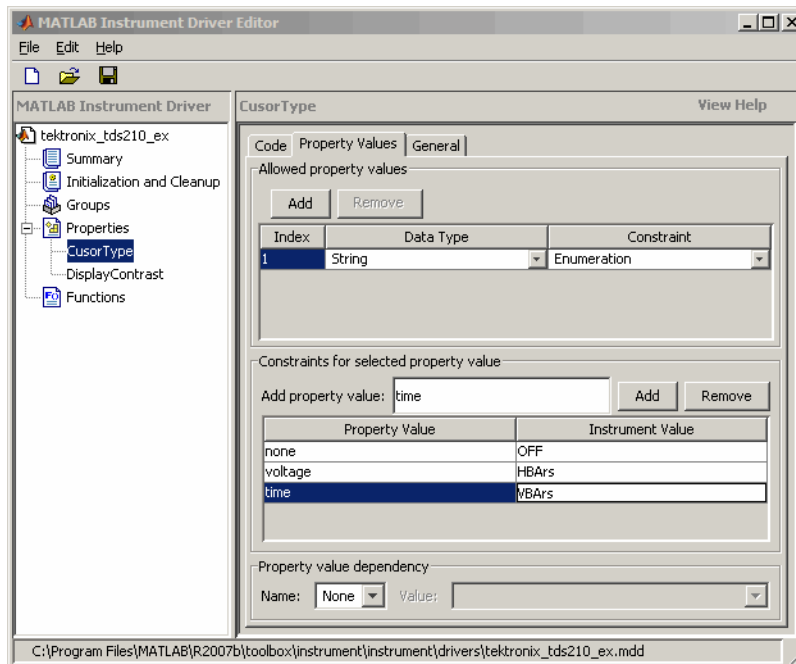 MATLAB Instrument Driver Editor
File Edit Help
MATLAB Instrument Driver
tektronix_tds210_ex
Summary
Initialization and Cleanup
Groups
Properties
CusorType
DisplayContrast
Functions
CusorType View Help
Code Property Values General
Allowed property values
Add Remove
Index Data Type Constraint
1 String Enumeration
Constraints for selected property value
Add property value: time Add Remove
Property Value Instrument Value
none OFF
voltage HBArs
time VBArs
Property value dependency
Name: None Value:
C:\Program Files\MATLAB\R2007b\toolbox\instrument\instrument\drivers\tektronix_tds210_ex.mdd